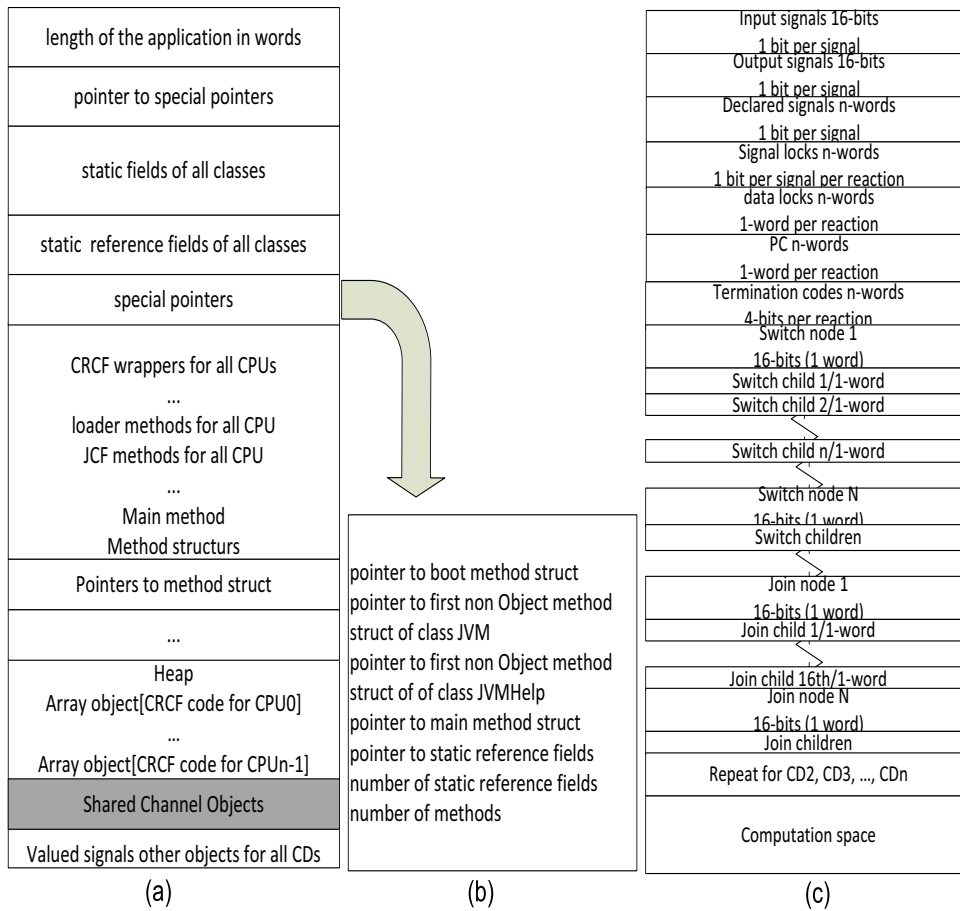 length of the application in words
pointer to special pointers
static fields of all classes
static reference fields of all classes
special pointers
CRCF wrappers for all CPUs
...
loader methods for all CPU
JCF methods for all CPU
...
Main method
Method structurs
Pointers to method struct
...
Heap
Array object[CRCF code for CPU0]
...
Array object[CRCF code for CPUn-1]
Shared Channel Objects
Valued signals other objects for all CDs
(a)
pointer to boot method struct
pointer to first non Object method
struct of class JVM
pointer to first non Object method
struct of of class JVMHelp
pointer to main method struct
pointer to static reference fields
number of static reference fields
number of methods
(b)
Input signals 16-bits
1 bit per signal
Output signals 16-bits
1 bit per signal
Declared signals n-words
1 bit per signal
Signal locks n-words
1 bit per signal per reaction
data locks n-words
1-word per reaction
PC n-words
1-word per reaction
Termination codes n-words
4-bits per reaction
Switch node 1
16-bits (1 word)
Switch child 1/1-word
Switch child 2/1-word
Switch child n/1-word
Switch node N
16-bits (1 word)
Switch children
Join node 1
16-bits (1 word)
Join child 1/1-word
Join child 16th/1-word
Join node N
16-bits (1 word)
Join children
Repeat for CD2, CD3, ..., CDn
Computation space
(c)